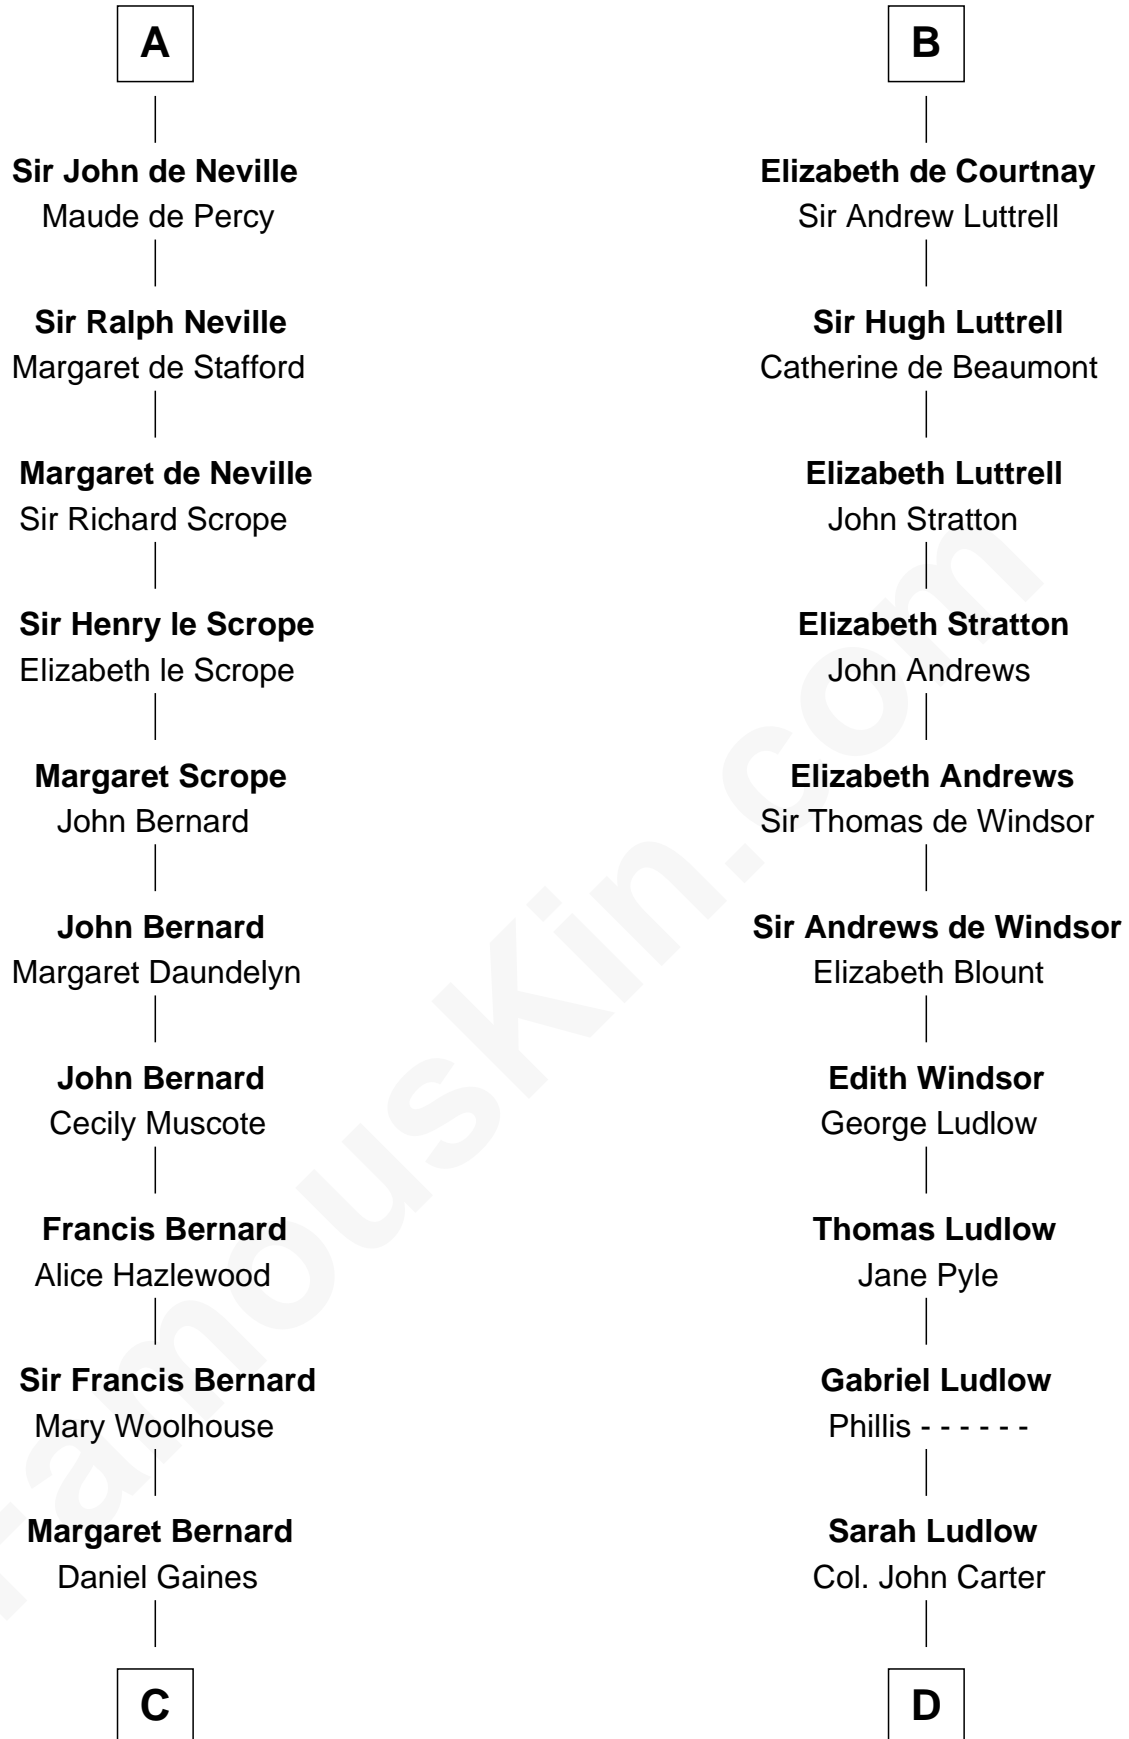 A
Sir John de Neville
Maude de Percy
Sir Ralph Neville
Margaret de Stafford
Margaret de Neville
Sir Richard Scrope
Sir Henry le Scrope
Elizabeth le Scrope
Margaret Scrope
John Bernard
John Bernard
Margaret Daundelyn
John Bernard
Cecily Muscote
Francis Bernard
Alice Hazlewood
Sir Francis Bernard
Mary Woolhouse
Margaret Bernard
Daniel Gaines
C
B
Elizabeth de Courtnay
Sir Andrew Luttrell
Sir Hugh Luttrell
Catherine de Beaumont
Elizabeth Luttrell
John Stratton
Elizabeth Stratton
John Andrews
Elizabeth Andrews
Sir Thomas de Windsor
Sir Andrews de Windsor
Elizabeth Blount
Edith Windsor
George Ludlow
Thomas Ludlow
Jane Pyle
Gabriel Ludlow
Phillis - - - - - -
Sarah Ludlow
Col. John Carter
D
FamousKin.com